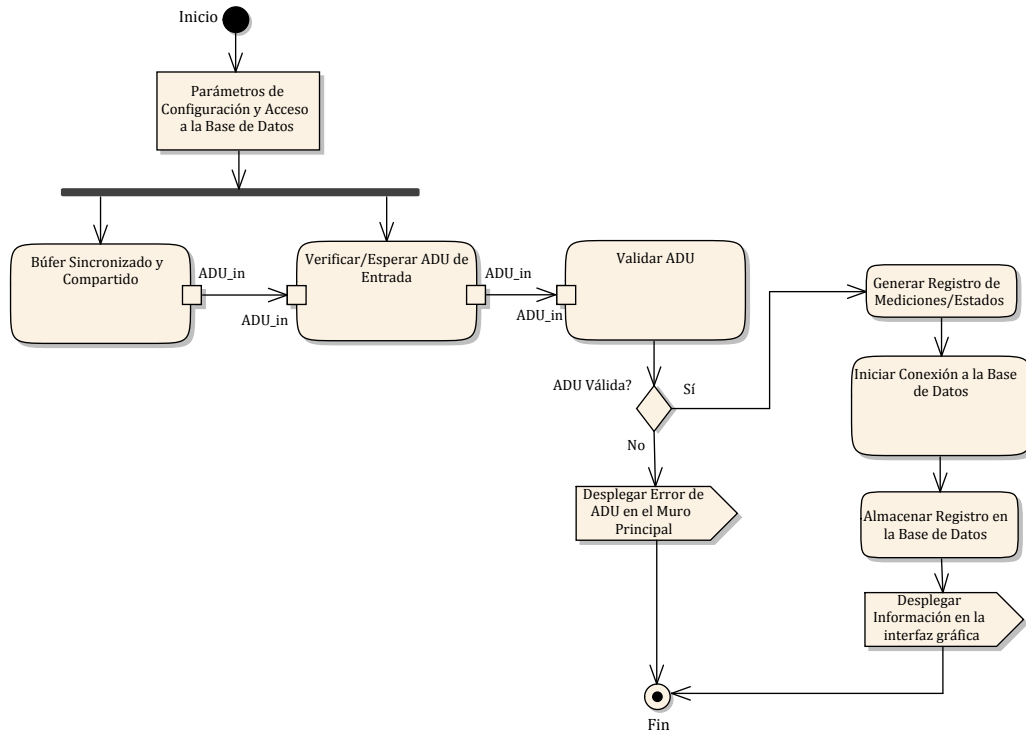 Inicio
Parámetros de
Configuración y Acceso
a la Base de Datos
Búfer Sincronizado y
Compartido
ADU_in
ADU_in
Verificar/Esperar ADU de
Entrada
ADU_in
ADU_in
Validar ADU
Generar Registro de
Mediciones/Estados
ADU Válida?
Sí
No
Iniciar Conexión a la Base
de Datos
Desplegar Error de
ADU en el Muro
Principal
Almacenar Registro en
la Base de Datos
Desplegar
Información en la
interfaz gráfica
Fin